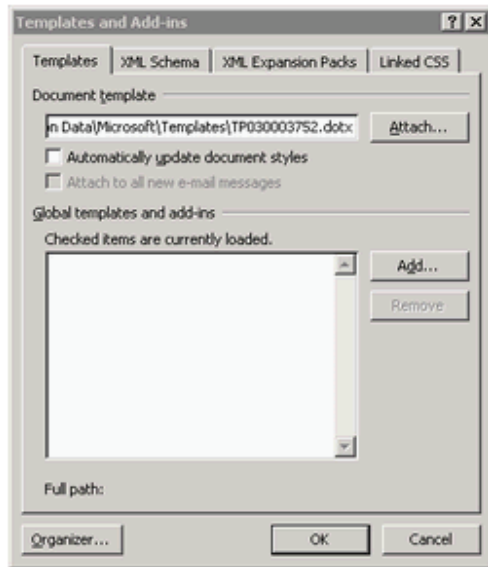 Templates and Add-ins
Templates XML Schema XML Expansion Packs Linked CSS
Document template
n Data\Microsoft\Templates\TP030003752.dotx Attach...
Automatically update document styles
Attach to all new e-mail messages
Global templates and add-ins
Checked items are currently loaded.
Add...
Remove
Full path:
Organizer... OK Cancel